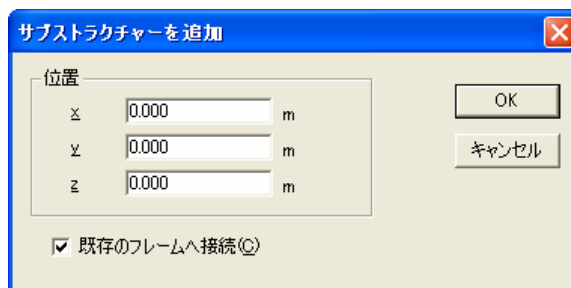 サブストラクチャーを追加
位置
x 0.000 m
y 0.000 m
z 0.000 m
OK
キャンセル
既存のフレームへ接続(C)